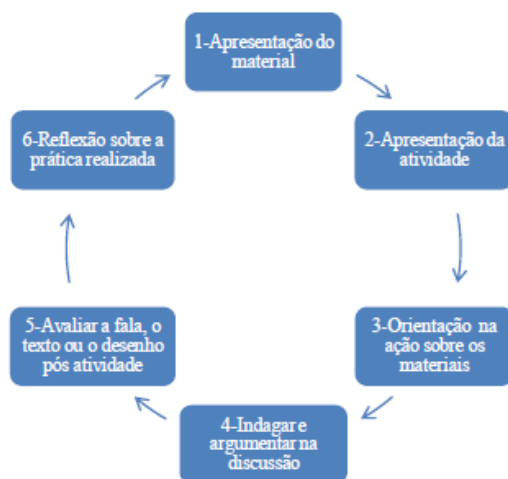 1-Apresentação do
material
2-Apresentação da
atividade
3-Orientação na
ação sobre os
materiais
4-Indagar e
argumentar na
discussão
5-Avaliar a fala, o
texto ou o desenho
pós atividade
6-Reflexão sobre a
prática realizada